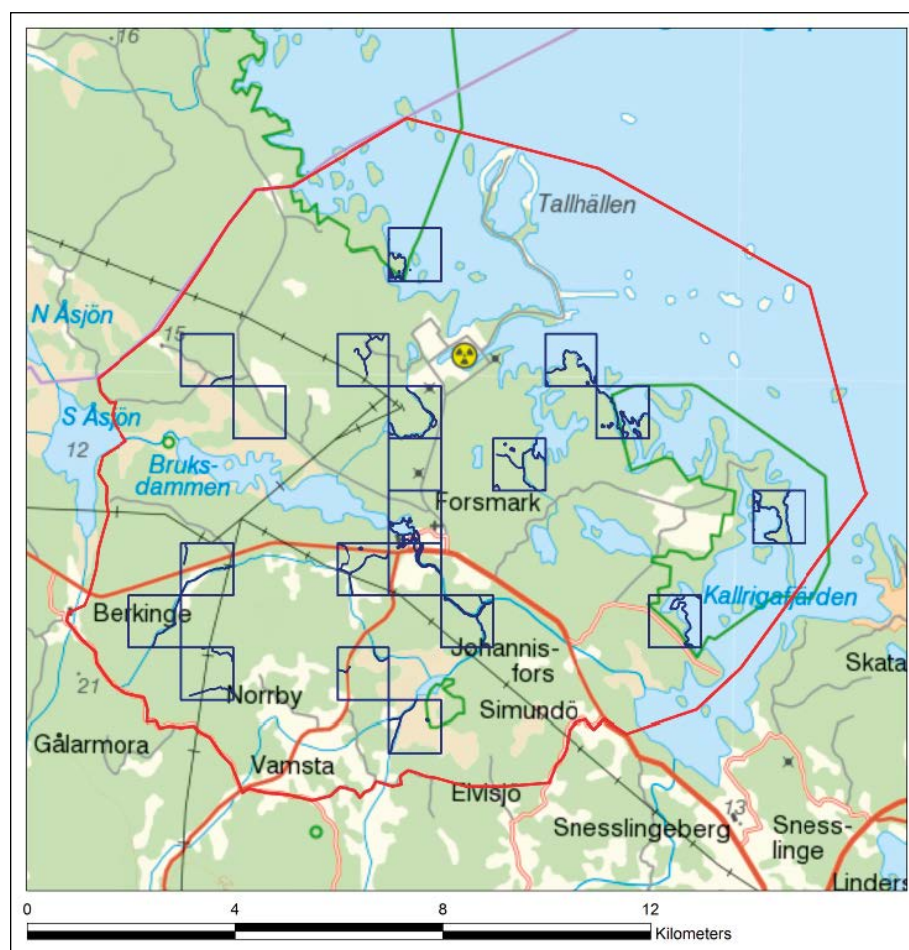 16
Tallhällen
N Åsjön
15
S Åsjön
12
Bruks-
dammen
Forsmark
Berkinge
Kallrigafjärden
Johannis-
fors
Skata
21
Norrby
Simundö
Gålarmora
Vamsta
Elvisjö
13
Snesslingeberg
Sness-
linge
Linders
0
4
8
12
Kilometers